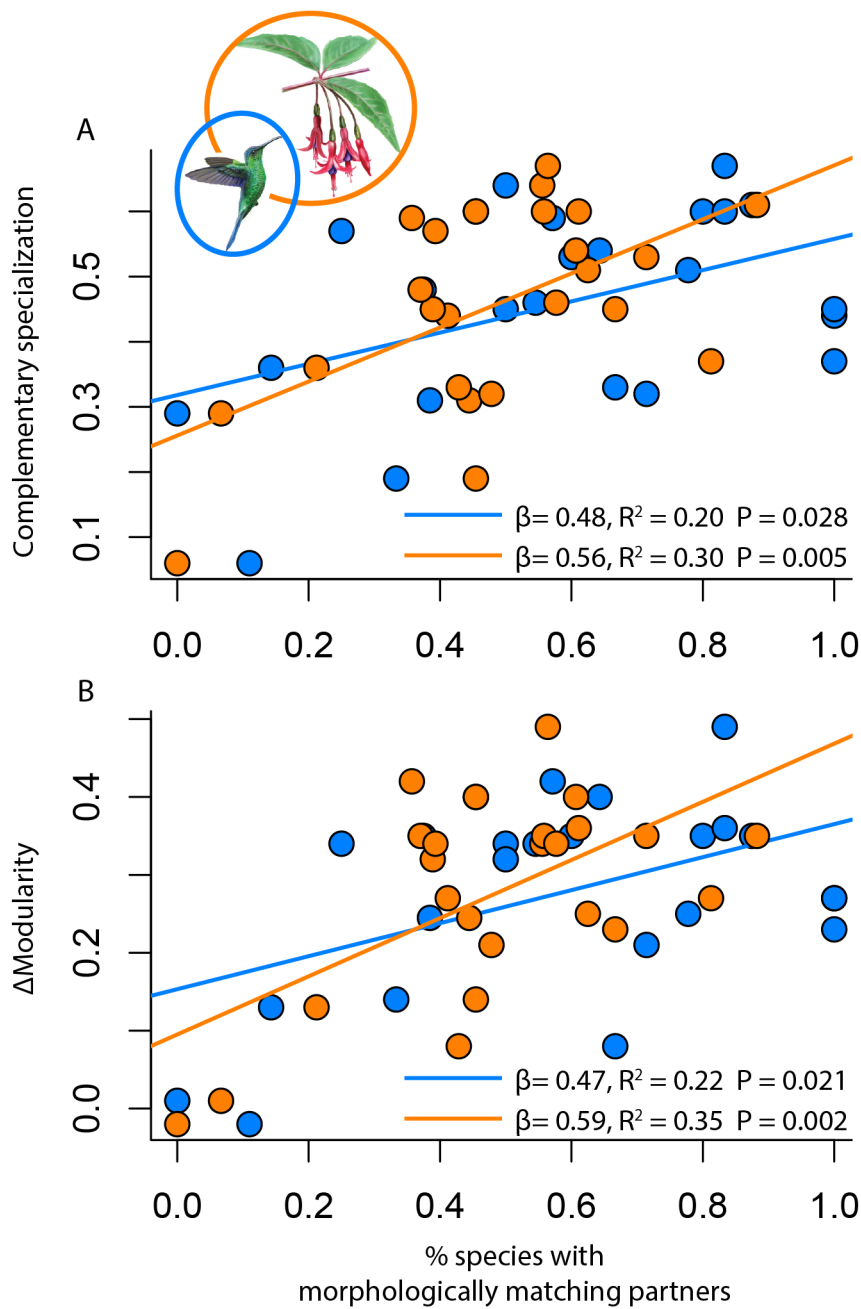 A
Complementary specialization
0.5
0.3
0.1
β= 0.48, R² = 0.20 P = 0.028
β= 0.56, R² = 0.30 P = 0.005
0.0 0.2 0.4 0.6 0.8 1.0
B
ΔModularity
0.4
0.2
0.0
β= 0.47, R² = 0.22 P = 0.021
β= 0.59, R² = 0.35 P = 0.002
0.0 0.2 0.4 0.6 0.8 1.0
% species with
morphologically matching partners